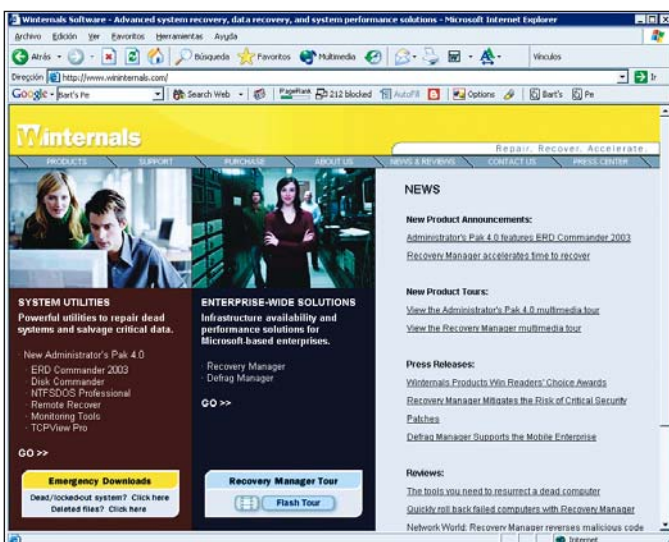 Winternals Software - Advanced system recovery, data recovery, and system performance solutions - Microsoft Internet Explorer
Archivo Edición Ver Favoritos Herramientas Ayuda
Atrás Búsqueda Favoritos Multimedia Vínculos
Dirección http://www.wininternals.com/ Ir
Google Bart's Pe Search Web PageRank 212 blocked AutoFill Options Bart's Pe
Winternals
Repair. Recover. Accelerate.
PRODUCTS SUPPORT PURCHASE ABOUT US NEWS & REVIEWS CONTACT US PRESS CENTER
SYSTEM UTILITIES
Powerful utilities to repair dead
systems and salvage critical data.
· New Administrator's Pak 4.0
- ERD Commander 2003
- Disk Commander
- NTFSDOS Professional
- Remote Recover
- Monitoring Tools
- TCPView Pro
GO >>
Emergency Downloads
Dead/locked-out system? Click here
Deleted files? Click here
ENTERPRISE-WIDE SOLUTIONS
Infrastructure availability and
performance solutions for
Microsoft-based enterprises.
· Recovery Manager
· Defrag Manager
GO >>
Recovery Manager Tour
Flash Tour
NEWS
New Product Announcements:
Administrator's Pak 4.0 features ERD Commander 2003
Recovery Manager accelerates time to recover
New Product Tours:
View the Administrator's Pak 4.0 multimedia tour
View the Recovery Manager multimedia tour
Press Releases:
Winternals Products Win Readers' Choice Awards
Recovery Manager Mitigates the Risk of Critical Security
Patches
Defrag Manager Supports the Mobile Enterprise
Reviews:
The tools you need to resurrect a dead computer
Quickly roll back failed computers with Recovery Manager
Network World: Recovery Manager reverses malicious code
Internet